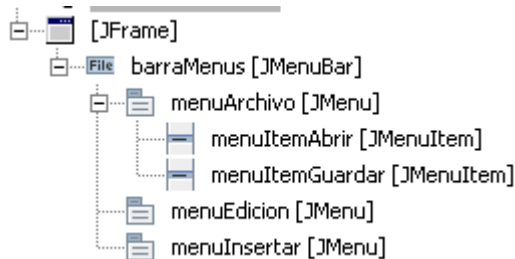 [JFrame]
File barraMenus [JMenuBar]
menuArchivo [JMenu]
menuItemAbrir [JMenuItem]
menuItemGuardar [JMenuItem]
menuEdicion [JMenu]
menuInsertar [JMenu]